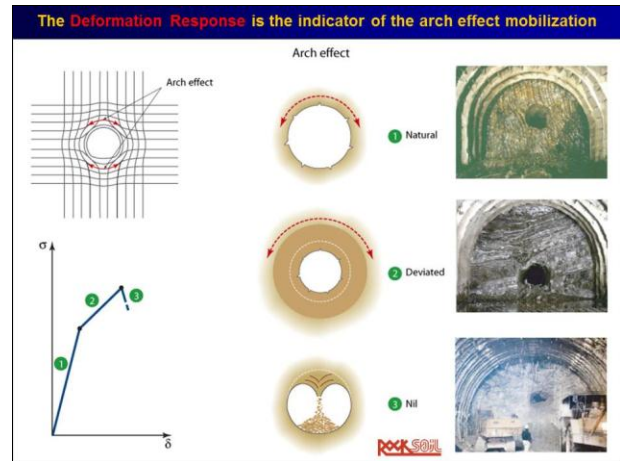 The Deformation Response is the indicator of the arch effect mobilization
Arch effect
Arch effect
1 Natural
σ
2 Deviated
2
3
1
3 Nil
δ
ROCKSOIL